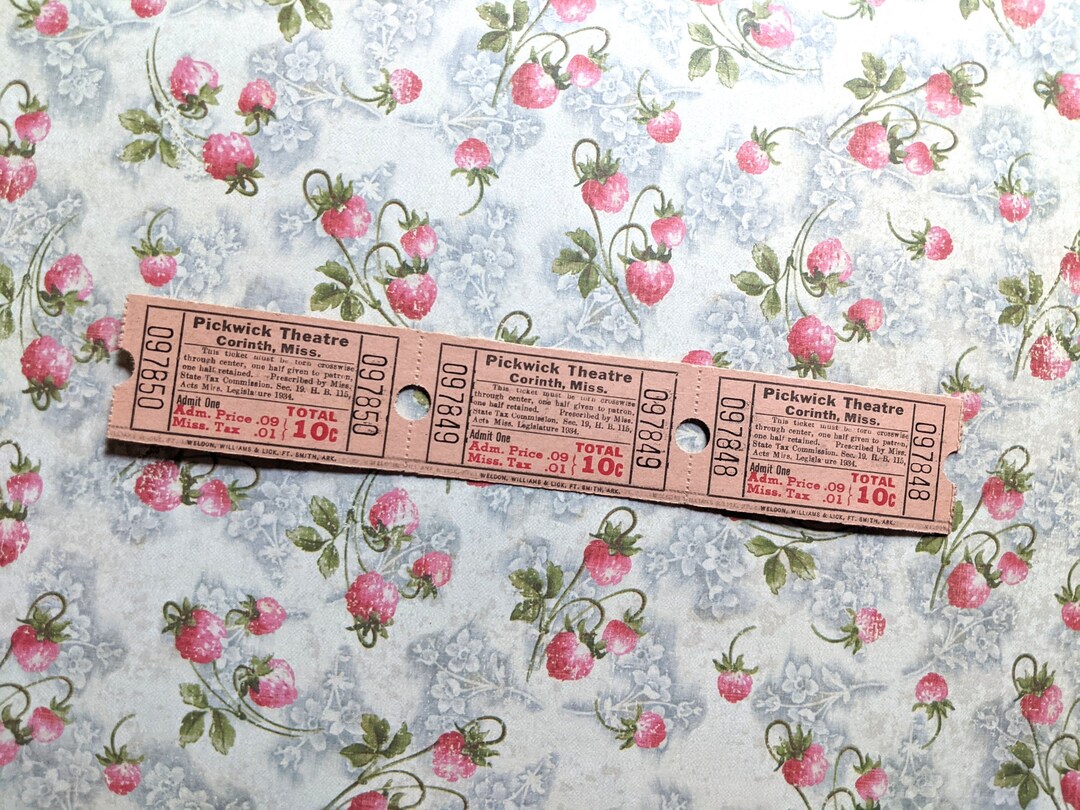 097850
Pickwick Theatre
Corinth, Miss.
This ticket must be torn crosswise
through center, one half given to patron,
one half retained. Prescribed by Miss.
State Tax Commission. Sec. 19, H. B. 115,
Acts Miss. Legislature 1934.
Admit One
Adm. Price .09
Miss. Tax .01
TOTAL
10c
097850
WELDON, WILLIAMS & LICK, FT. SMITH, ARK.
097849
Pickwick Theatre
Corinth, Miss.
This ticket must be torn crosswise
through center, one half given to patron,
one half retained. Prescribed by Miss.
State Tax Commission. Sec. 19, H. B. 115,
Acts Miss. Legislature 1934.
Admit One
Adm. Price .09
Miss. Tax .01
TOTAL
10c
097849
WELDON, WILLIAMS & LICK, FT. SMITH, ARK.
097848
Pickwick Theatre
Corinth, Miss.
This ticket must be torn crosswise
through center, one half given to patron,
one half retained. Prescribed by Miss.
State Tax Commission. Sec. 19, H. B. 115,
Acts Miss. Legislature 1934.
Admit One
Adm. Price .09
Miss. Tax .01
TOTAL
10c
097848
WELDON, WILLIAMS & LICK, FT. SMITH, ARK.